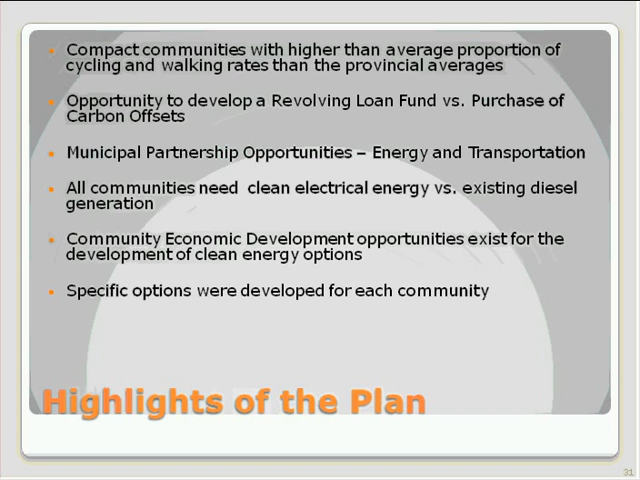 Compact communities with higher than average proportion of
cycling and walking rates than the provincial averages
Opportunity to develop a Revolving Loan Fund vs. Purchase of
Carbon Offsets
Municipal Partnership Opportunities – Energy and Transportation
All communities need clean electrical energy vs. existing diesel
generation
Community Economic Development opportunities exist for the
development of clean energy options
Specific options were developed for each community
Highlights of the Plan
31